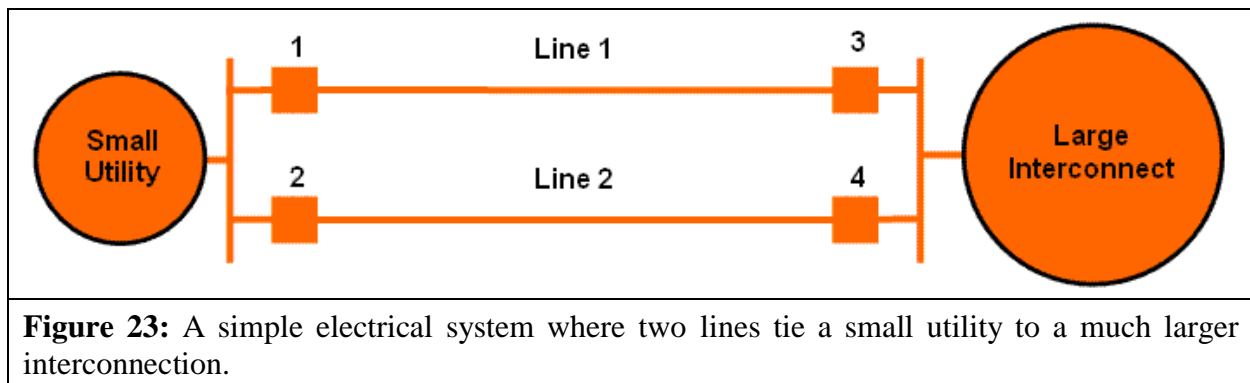 1
Line 1
3
Small
Utility
Large
Interconnect
2
Line 2
4
Figure 23: A simple electrical system where two lines tie a small utility to a much larger
interconnection.